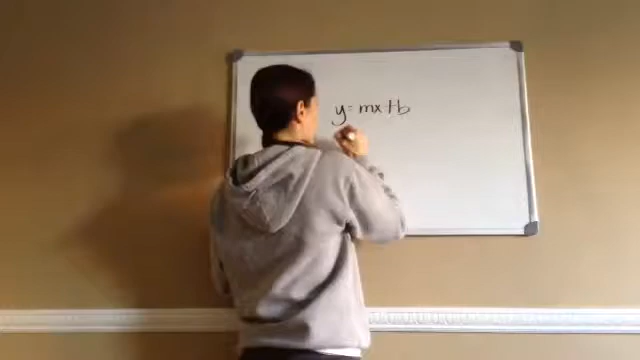 y = mx + b